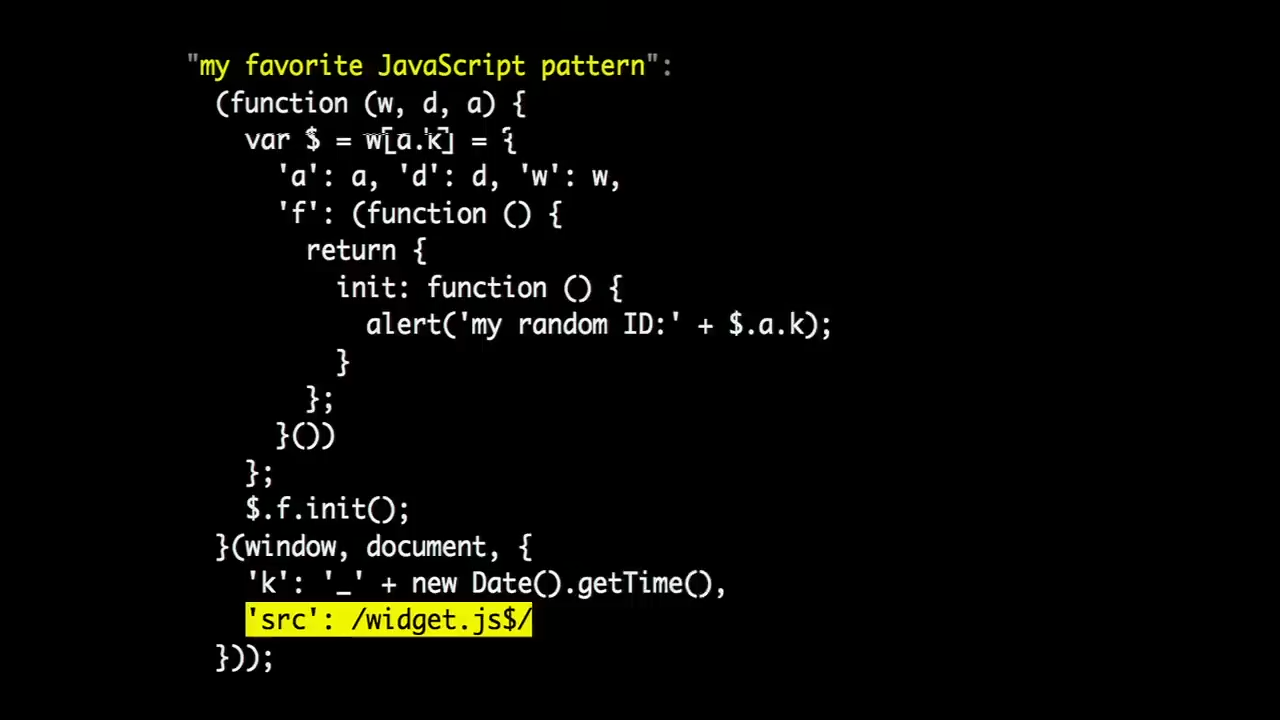 "my favorite JavaScript pattern":
(function (w, d, a) {
var $ = w[a.k] = {
'a': a, 'd': d, 'w': w,
'f': (function () {
return {
init: function () {
alert('my random ID:' + $.a.k);
}
};
}())
};
$.f.init();
}(window, document, {
'k': '_' + new Date().getTime(),
'src': /widget.js$/
}));